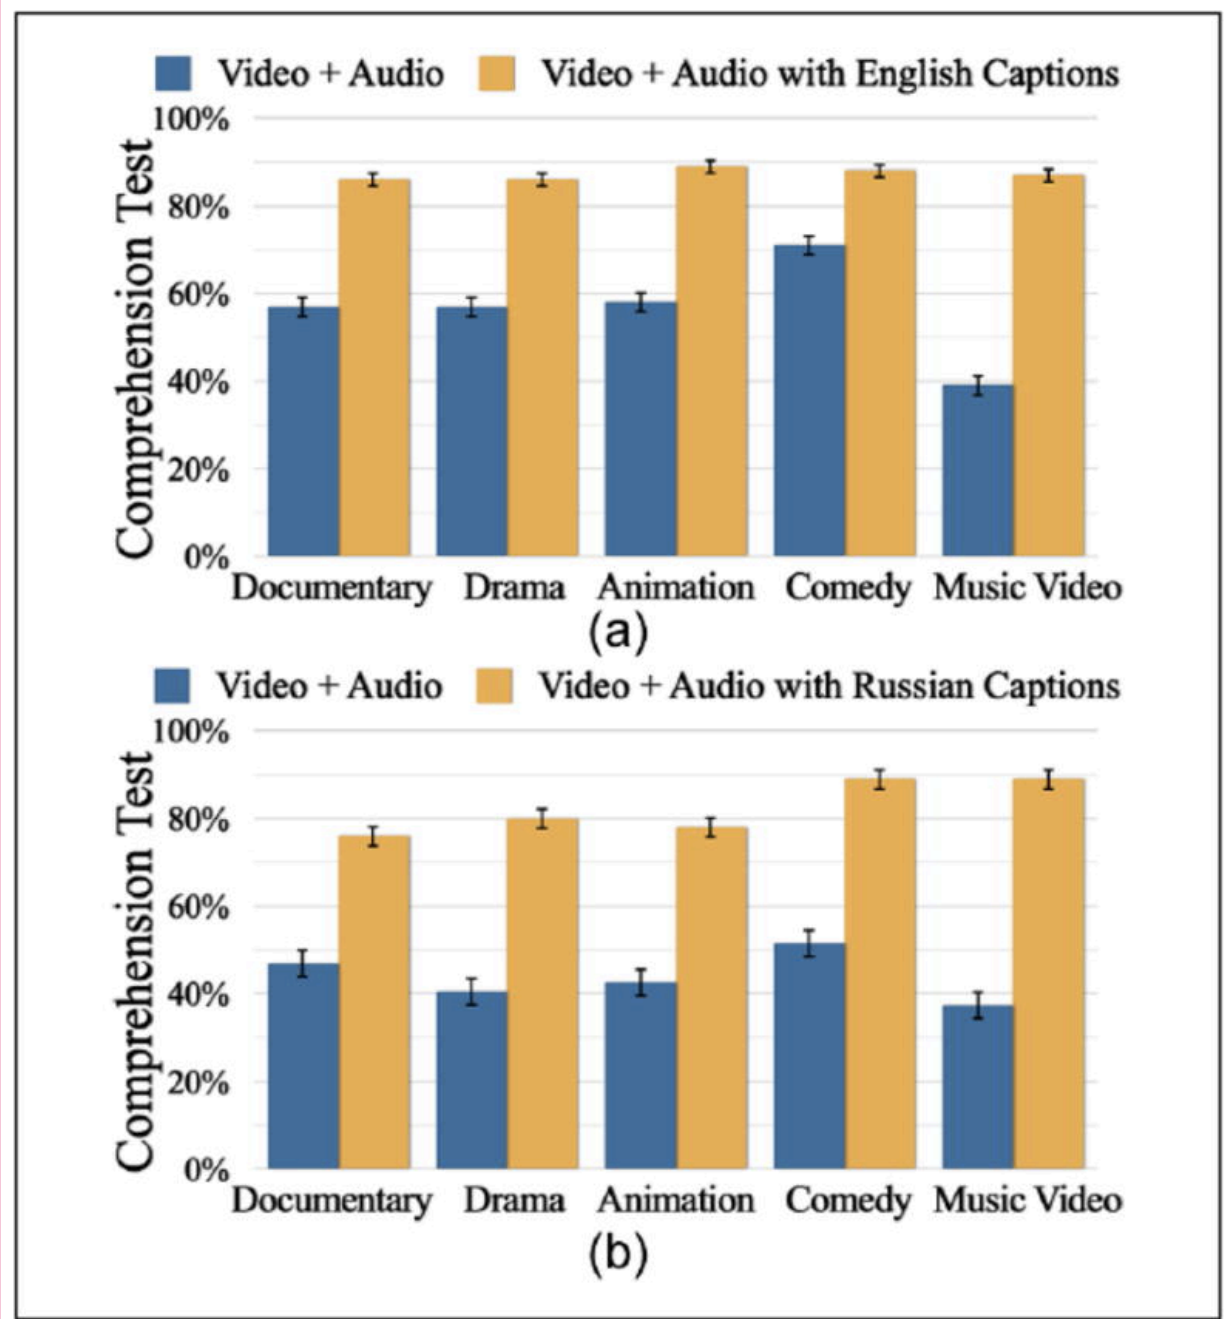 Video + Audio Video + Audio with English Captions
Comprehension Test
100%
80%
60%
40%
20%
0%
Documentary Drama Animation Comedy Music Video
(a)
Video + Audio Video + Audio with Russian Captions
Comprehension Test
100%
80%
60%
40%
20%
0%
Documentary Drama Animation Comedy Music Video
(b)